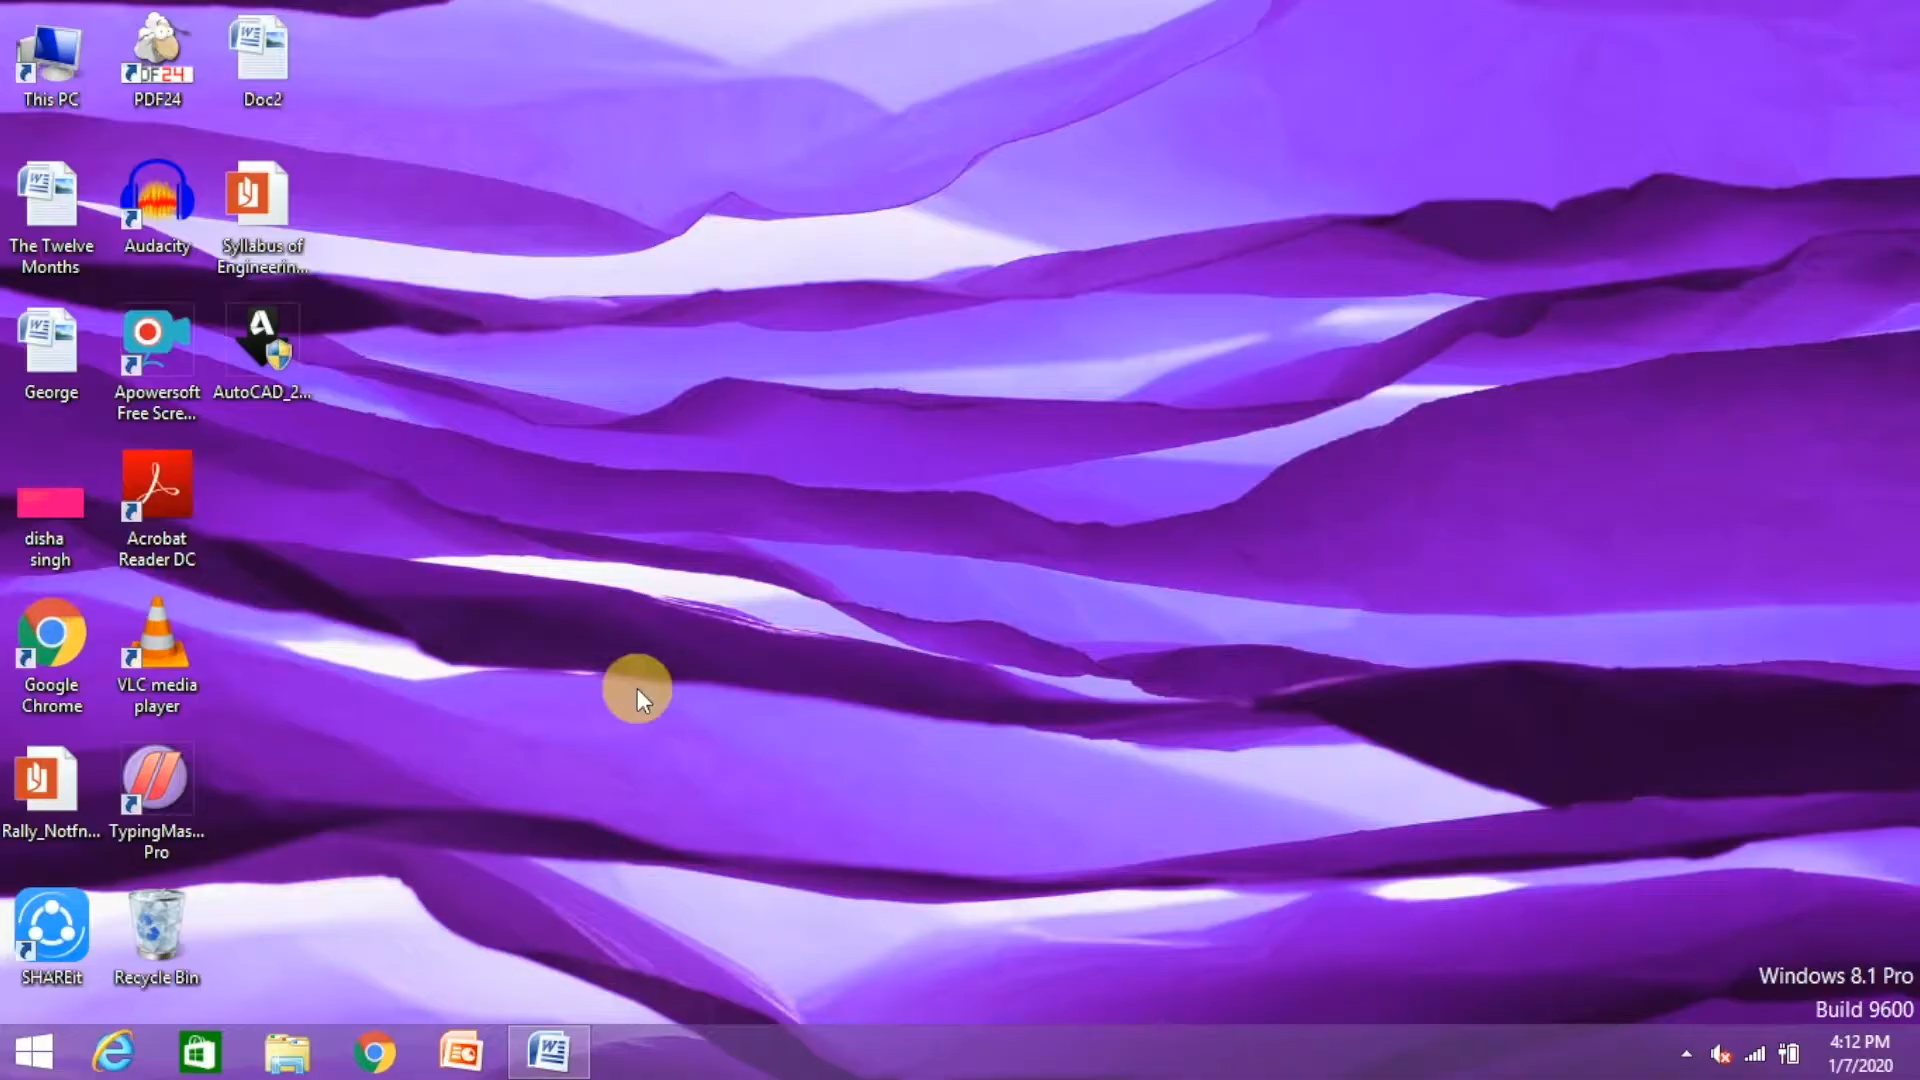 This PC
PDF24
Doc2
The Twelve
Months
Audacity
Syllabus of
Engineerin...
George
Apowersoft
Free Scre...
AutoCAD_2...
disha
singh
Acrobat
Reader DC
Google
Chrome
VLC media
player
Rally_Notfn...
TypingMas...
Pro
SHAREit
Recycle Bin
Windows 8.1 Pro
Build 9600
4:12 PM
1/7/2020